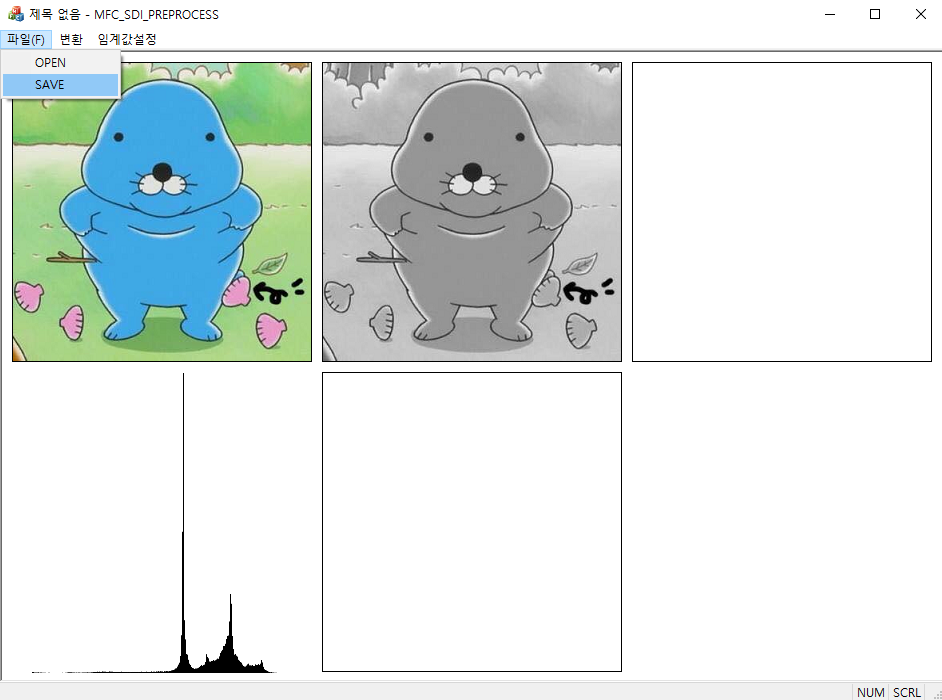 제목 없음 - MFC_SDI_PREPROCESS
파일(F) 변환 임계값설정
OPEN
SAVE
NUM SCRL